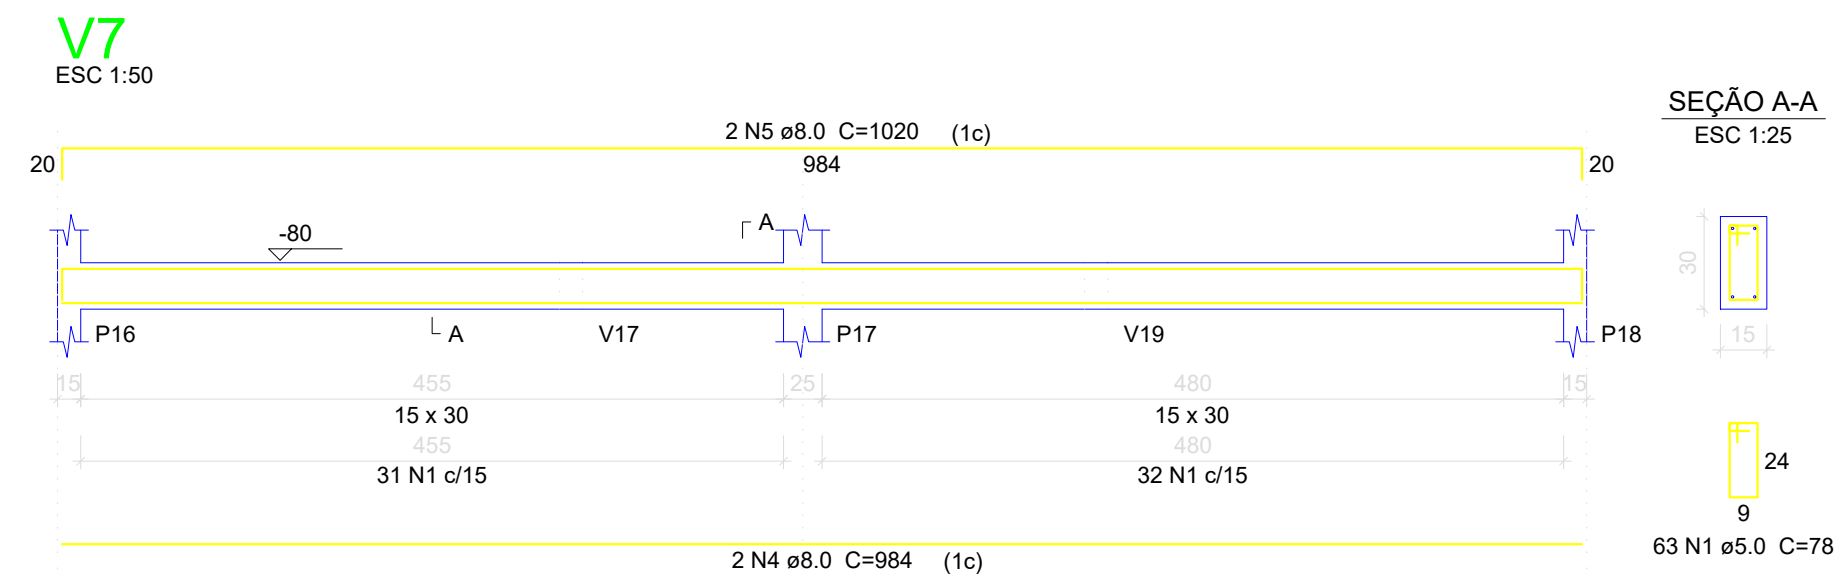 V7
ESC 1:50
2 N5 ø8.0 C=1020 (1c)
SEÇÃO A-A
ESC 1:25
20
984
20
-80
A
30
15
P16
A
V17
P17
V19
P18
15
455
25
480
15
15 x 30
15 x 30
455
480
31 N1 c/15
32 N1 c/15
24
9
63 N1 ø5.0 C=78
2 N4 ø8.0 C=984 (1c)